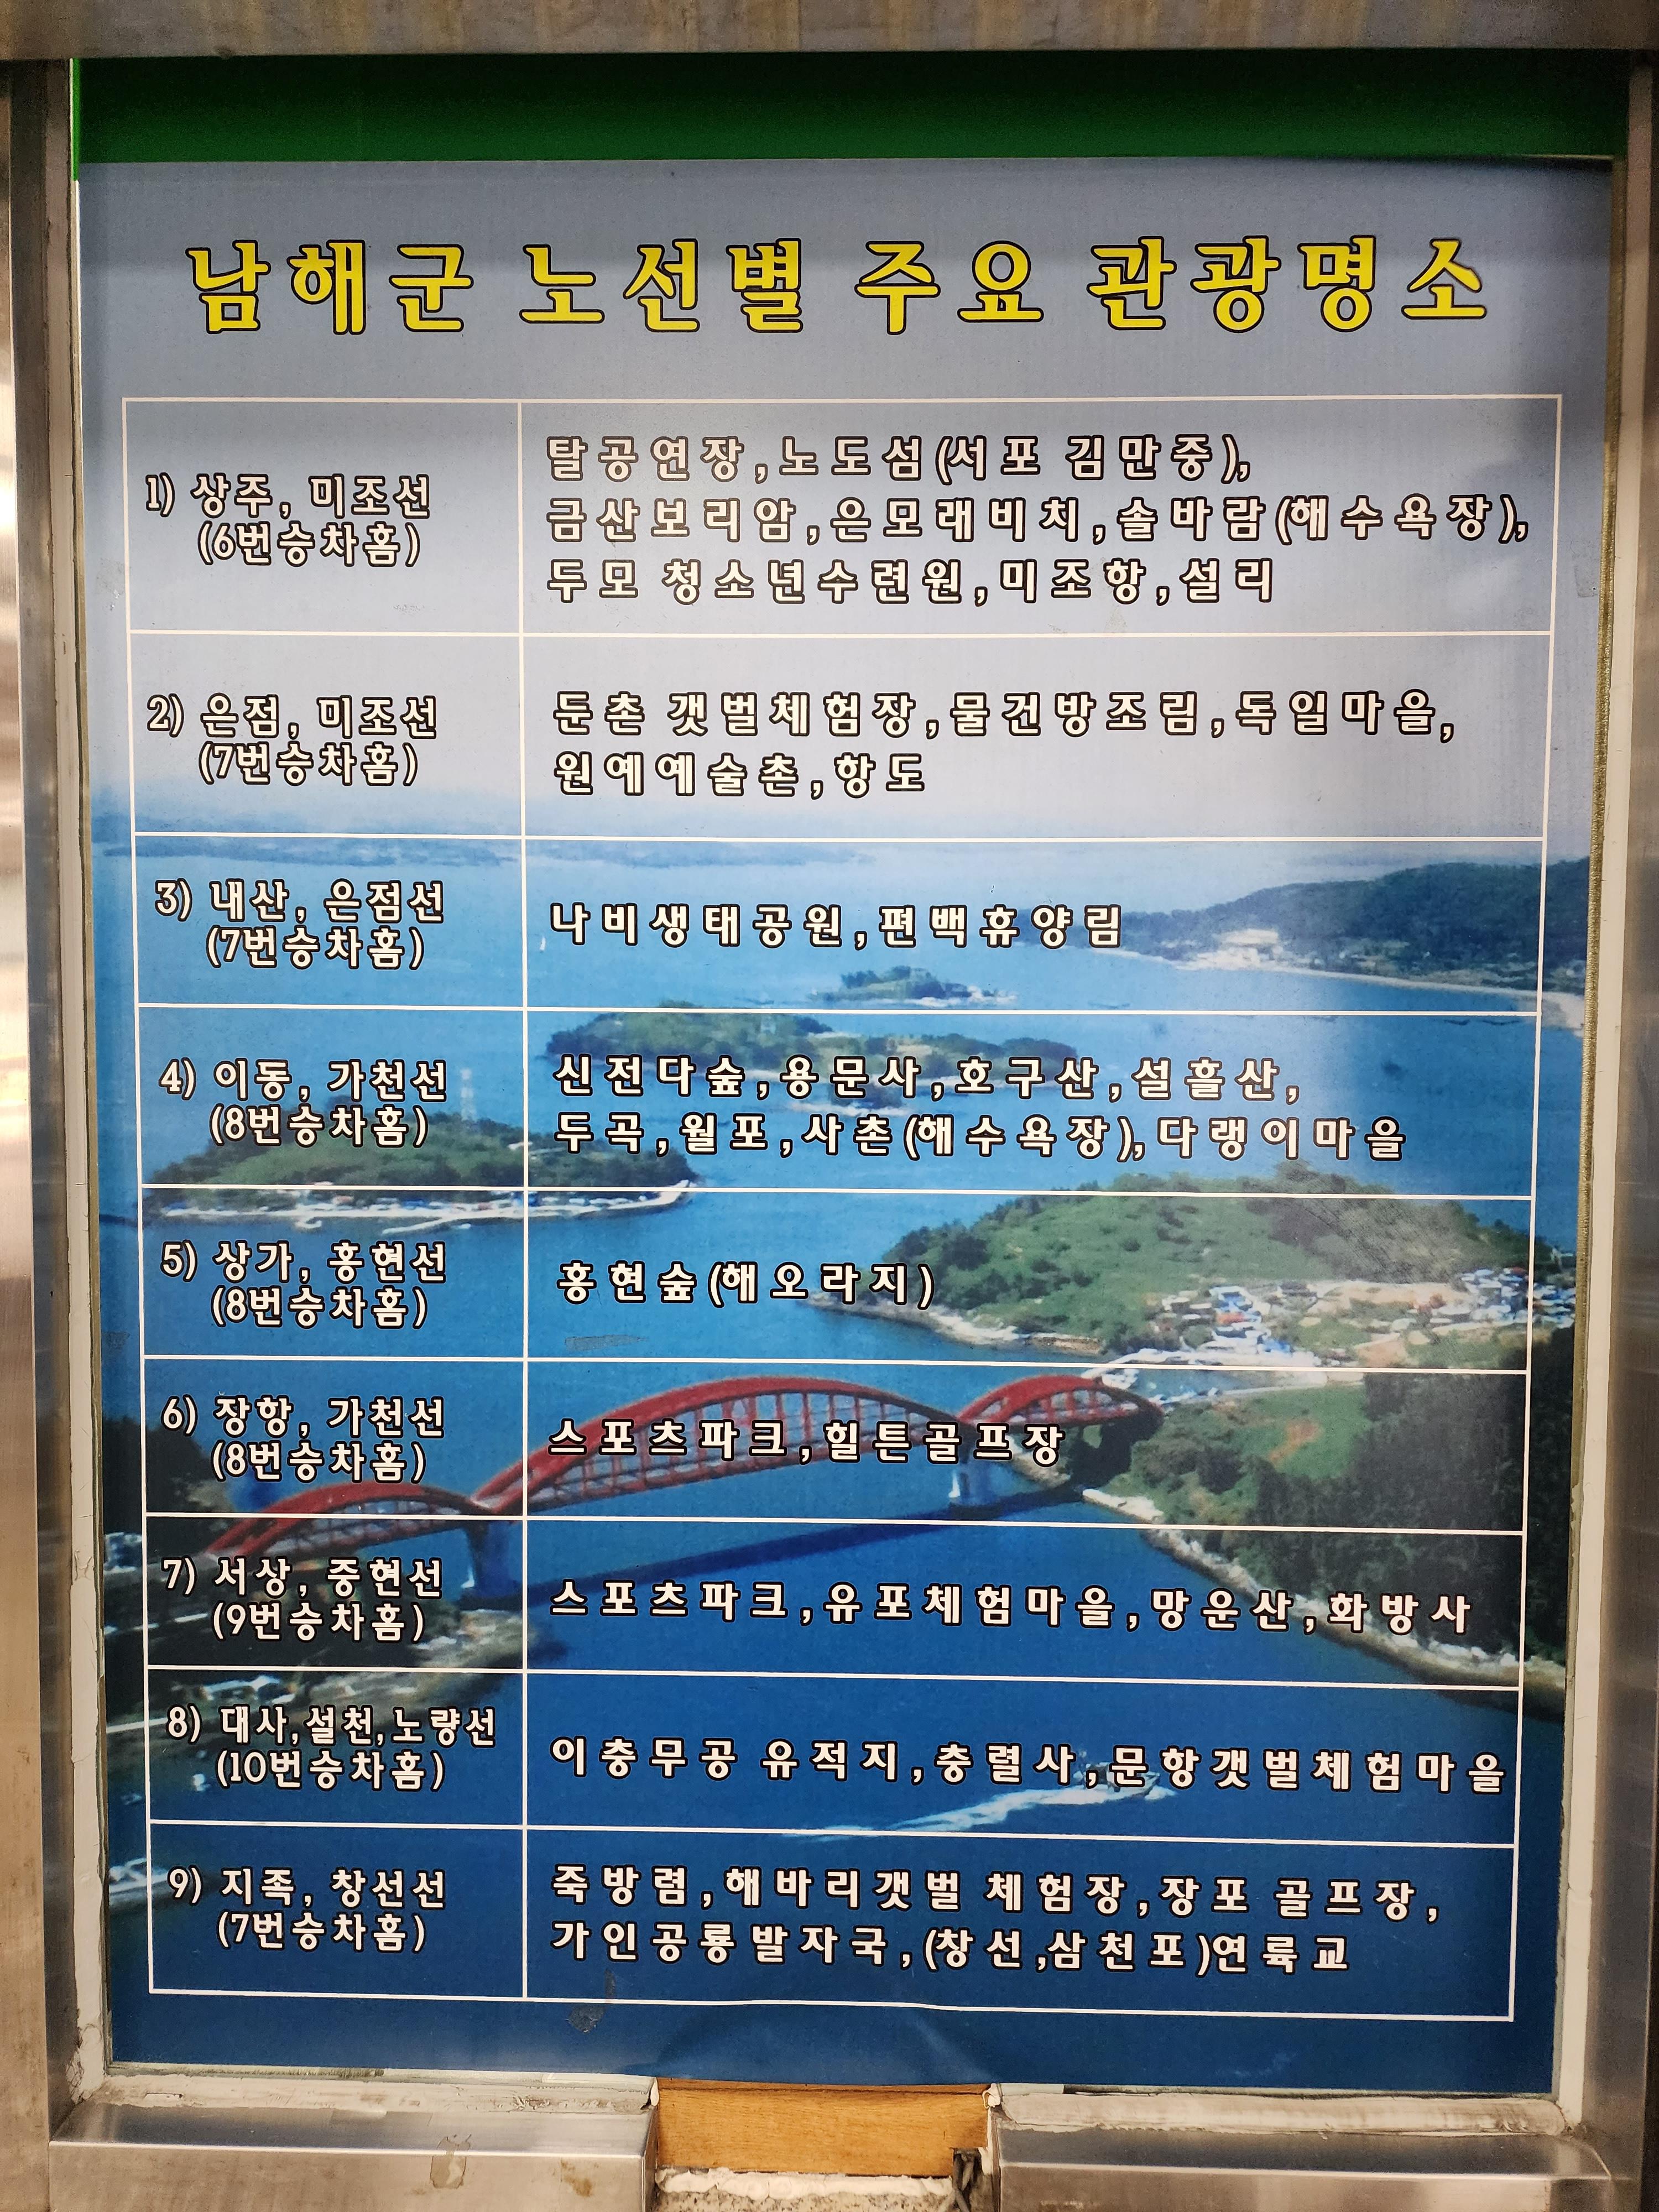 남해군 노선별 주요 관광명소
1) 상주, 미조선
(6번승차홈)
탈공연장,노도섬(서포 김만중),
금산보리암,은모래비치,솔바람(해수욕장),
두모 청소년수련원,미조항,설리
2) 은점, 미조선
(7번승차홈)
둔촌 갯벌체험장,물건방조림,독일마을,
원예예술촌,항도
3) 내산, 은점선
(7번승차홈)
나비생태공원,편백휴양림
4) 이동, 가천선
(8번승차홈)
신전다숲,용문사,호구산,설흘산,
두곡,월포,사촌(해수욕장),다랭이마을
5) 상가, 홍현선
(8번승차홈)
홍현숲(해오라지)
6) 장항, 가천선
(8번승차홈)
스포츠파크,힐튼골프장
7) 서상, 중현선
(9번승차홈)
스포츠파크,유포체험마을,망운산,화방사
8) 대사,설천,노량선
(10번승차홈)
이충무공 유적지,충렬사,문항갯벌체험마을
9) 지족, 창선선
(7번승차홈)
죽방렴,해바리갯벌 체험장,장포 골프장,
가인공룡발자국,(창선,삼천포)연륙교